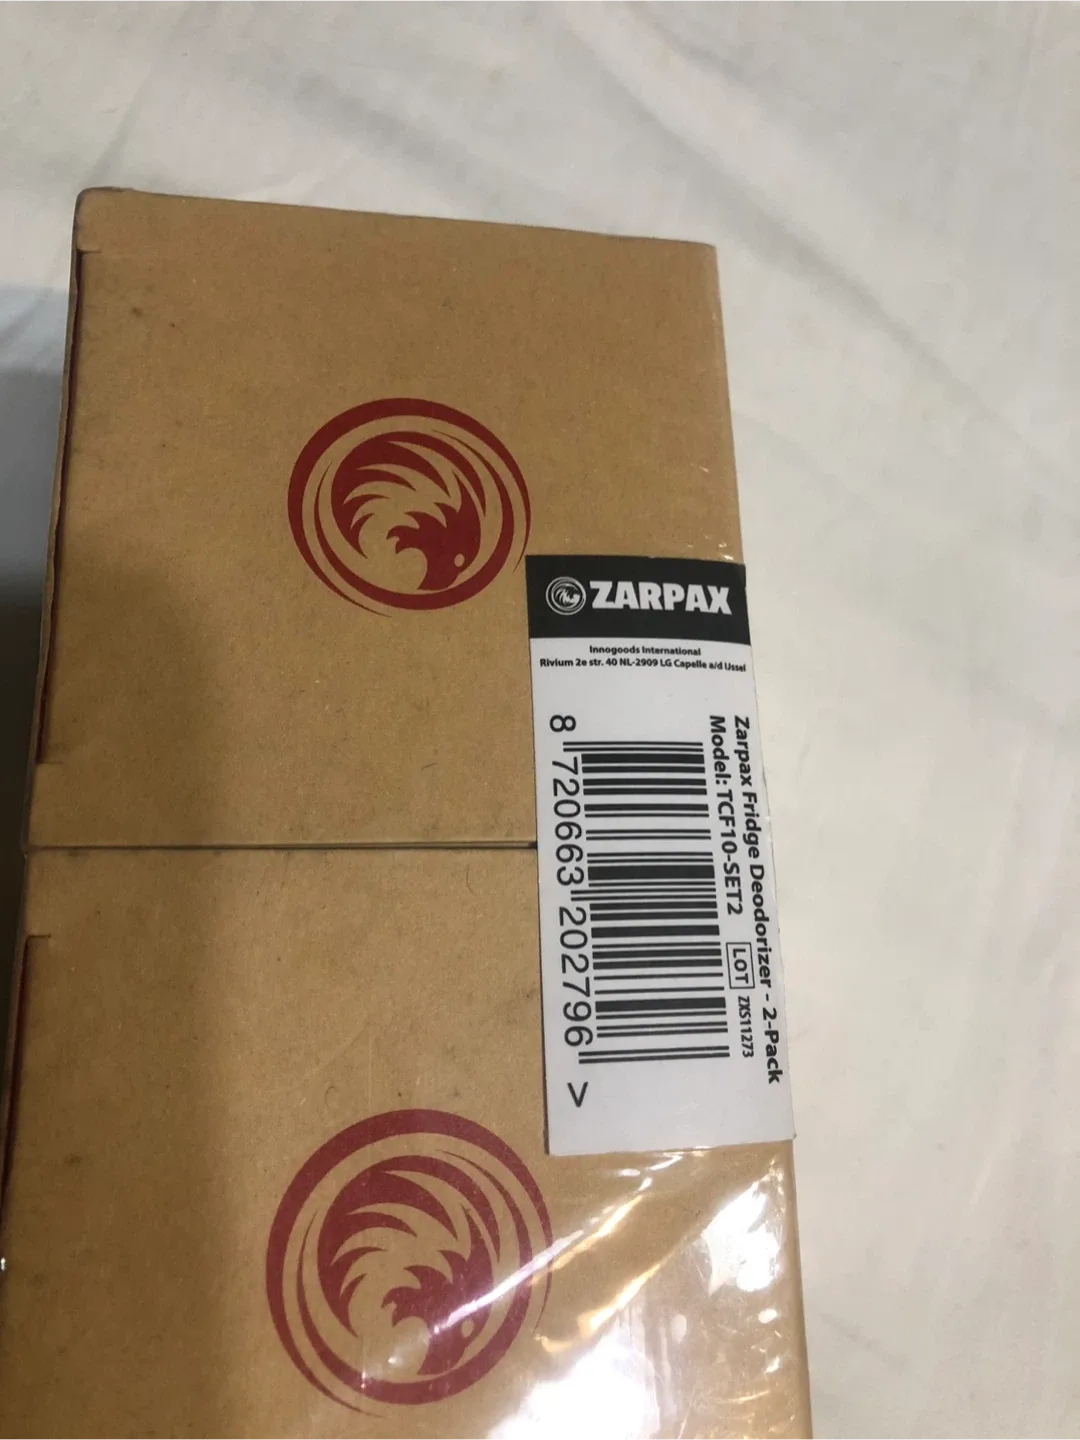 ZARPAX
Innogoods International
Rivium 2e str. 40 NL-2909 LG Capelle a/d IJssel
Zarpax Fridge Deodorizer - 2-Pack
Model: TCF10-SET2 LOT ZXS11273
8 720663 202796 >